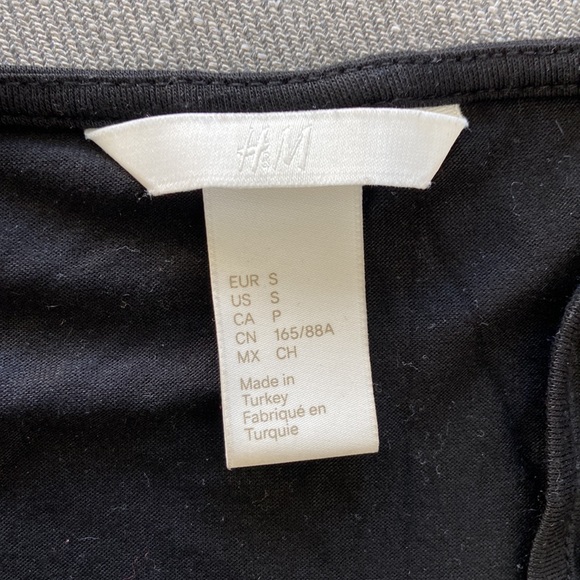 H&M
EUR S
US S
CA P
CN 165/88A
MX CH
Made in
Turkey
Fabriqué en
Turquie